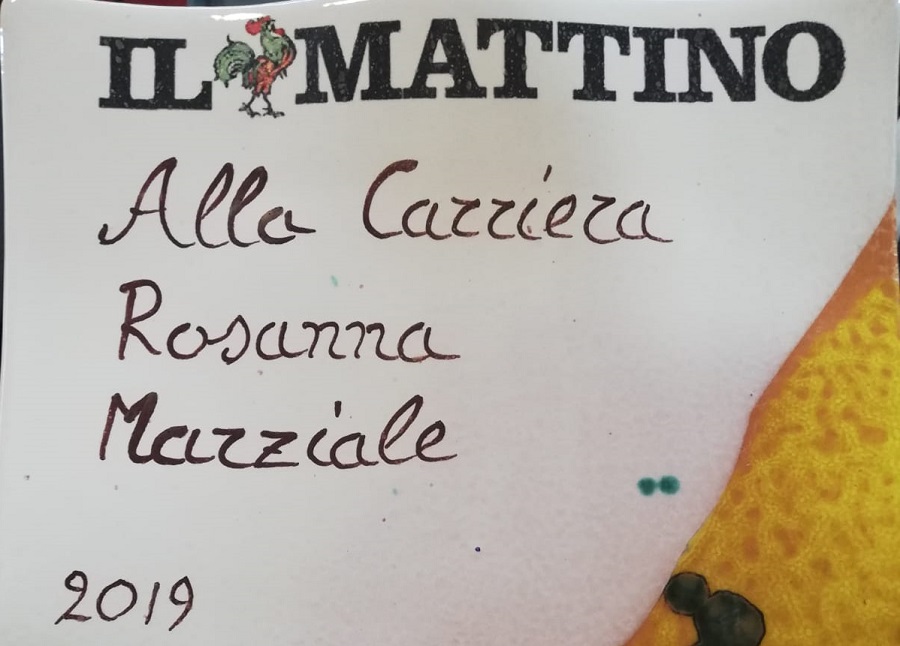 IL MATTINO
Alla Carriera
Rosanna
Marziale
2019